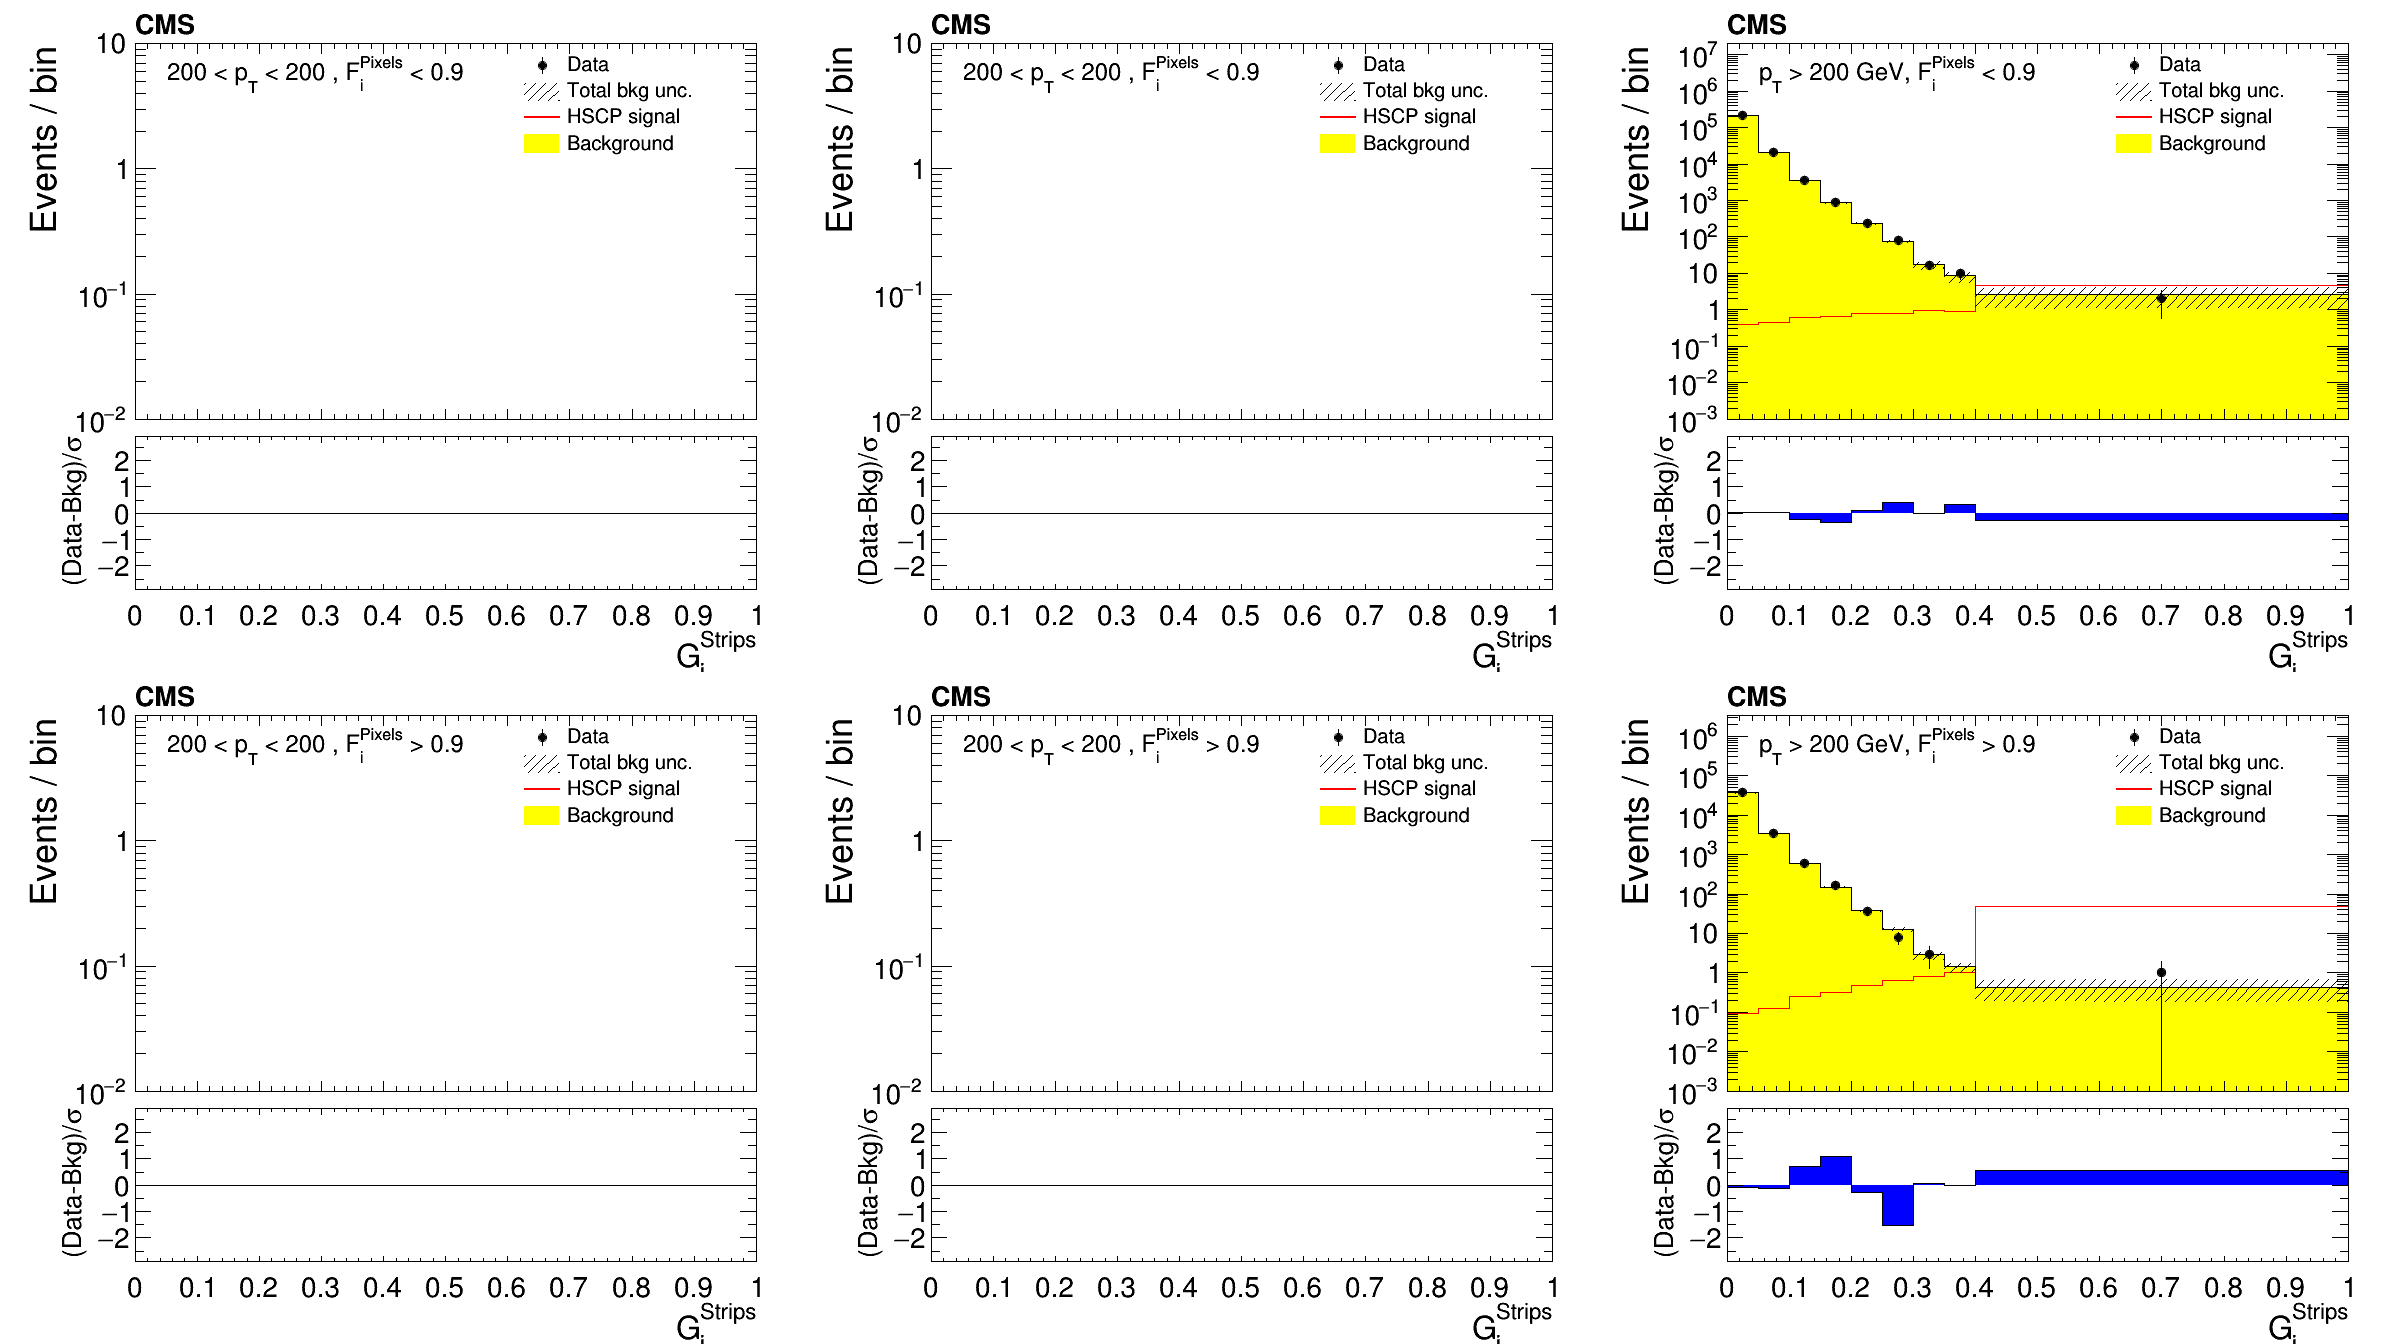 CMS
Events / bin
200 < p_T < 200 , F_i^Pixels < 0.9
Data
Total bkg unc.
HSCP signal
Background
10
1
10^−1
10^−2
(Data-Bkg)/σ
2
1
0
−1
−2
0 0.1 0.2 0.3 0.4 0.5 0.6 0.7 0.8 0.9 1
G_i^Strips
CMS
Events / bin
200 < p_T < 200 , F_i^Pixels < 0.9
Data
Total bkg unc.
HSCP signal
Background
10
1
10^−1
10^−2
(Data-Bkg)/σ
2
1
0
−1
−2
0 0.1 0.2 0.3 0.4 0.5 0.6 0.7 0.8 0.9 1
G_i^Strips
CMS
Events / bin
p_T > 200 GeV, F_i^Pixels < 0.9
Data
Total bkg unc.
HSCP signal
Background
10^7
10^6
10^5
10^4
10^3
10^2
10
1
10^−1
10^−2
10^−3
(Data-Bkg)/σ
2
1
0
−1
−2
0 0.1 0.2 0.3 0.4 0.5 0.6 0.7 0.8 0.9 1
G_i^Strips
CMS
Events / bin
200 < p_T < 200 , F_i^Pixels > 0.9
Data
Total bkg unc.
HSCP signal
Background
10
1
10^−1
10^−2
(Data-Bkg)/σ
2
1
0
−1
−2
0 0.1 0.2 0.3 0.4 0.5 0.6 0.7 0.8 0.9 1
G_i^Strips
CMS
Events / bin
200 < p_T < 200 , F_i^Pixels > 0.9
Data
Total bkg unc.
HSCP signal
Background
10
1
10^−1
10^−2
(Data-Bkg)/σ
2
1
0
−1
−2
0 0.1 0.2 0.3 0.4 0.5 0.6 0.7 0.8 0.9 1
G_i^Strips
CMS
Events / bin
p_T > 200 GeV, F_i^Pixels > 0.9
Data
Total bkg unc.
HSCP signal
Background
10^6
10^5
10^4
10^3
10^2
10
1
10^−1
10^−2
10^−3
(Data-Bkg)/σ
2
1
0
−1
−2
0 0.1 0.2 0.3 0.4 0.5 0.6 0.7 0.8 0.9 1
G_i^Strips